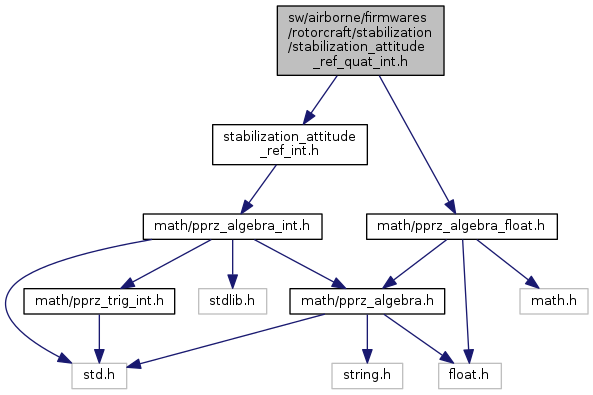 sw/airborne/firmwares
/rotorcraft/stabilization
/stabilization_attitude
_ref_quat_int.h
stabilization_attitude
_ref_int.h
math/pprz_algebra_int.h
math/pprz_algebra_float.h
math/pprz_trig_int.h
stdlib.h
math/pprz_algebra.h
math.h
std.h
string.h
float.h